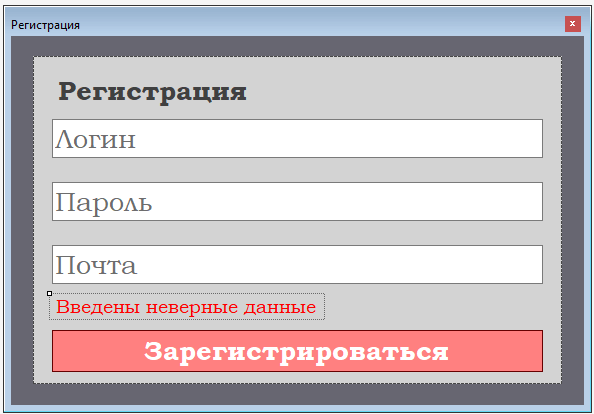 Регистрация
x
Регистрация
Логин
Пароль
Почта
Введены неверные данные
Зарегистрироваться